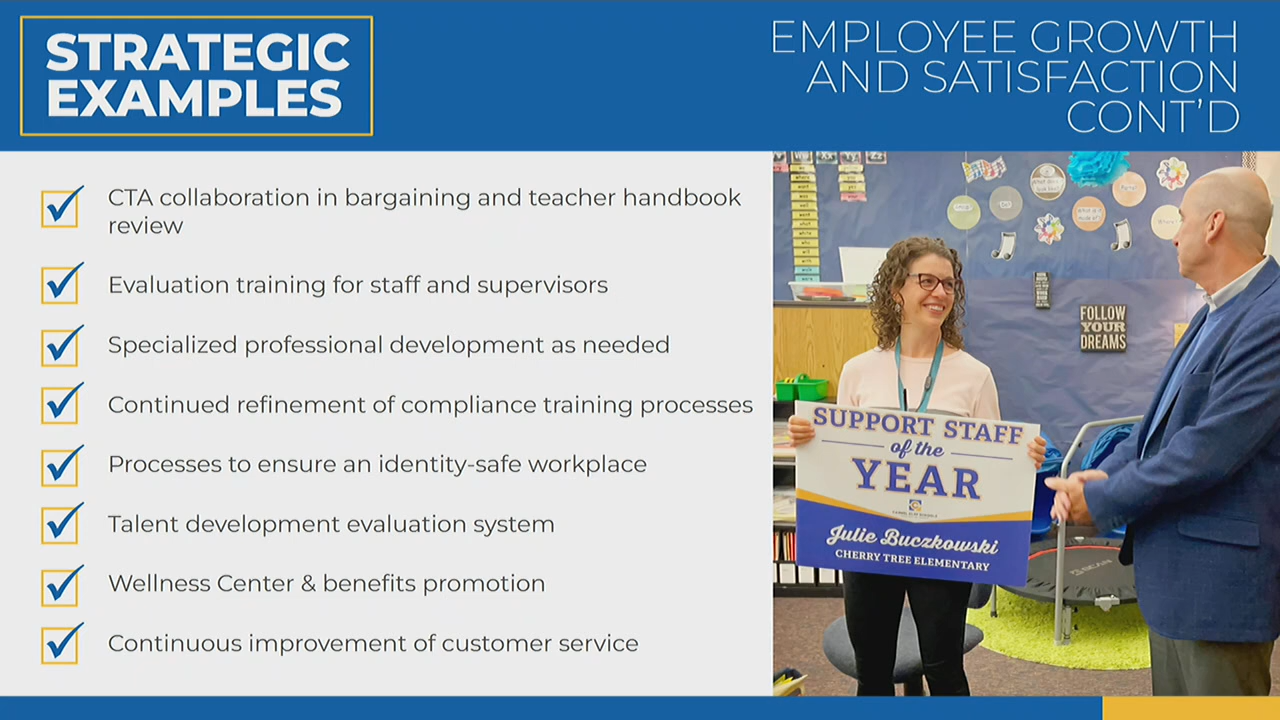 STRATEGIC
EXAMPLES
EMPLOYEE GROWTH
AND SATISFACTION
CONT'D
CTA collaboration in bargaining and teacher handbook
review
Evaluation training for staff and supervisors
Specialized professional development as needed
Continued refinement of compliance training processes
Processes to ensure an identity-safe workplace
Talent development evaluation system
Wellness Center & benefits promotion
Continuous improvement of customer service
FOLLOW
YOUR
DREAMS
SUPPORT STAFF
of the
YEAR
Julie Buczkowski
CHERRY TREE ELEMENTARY